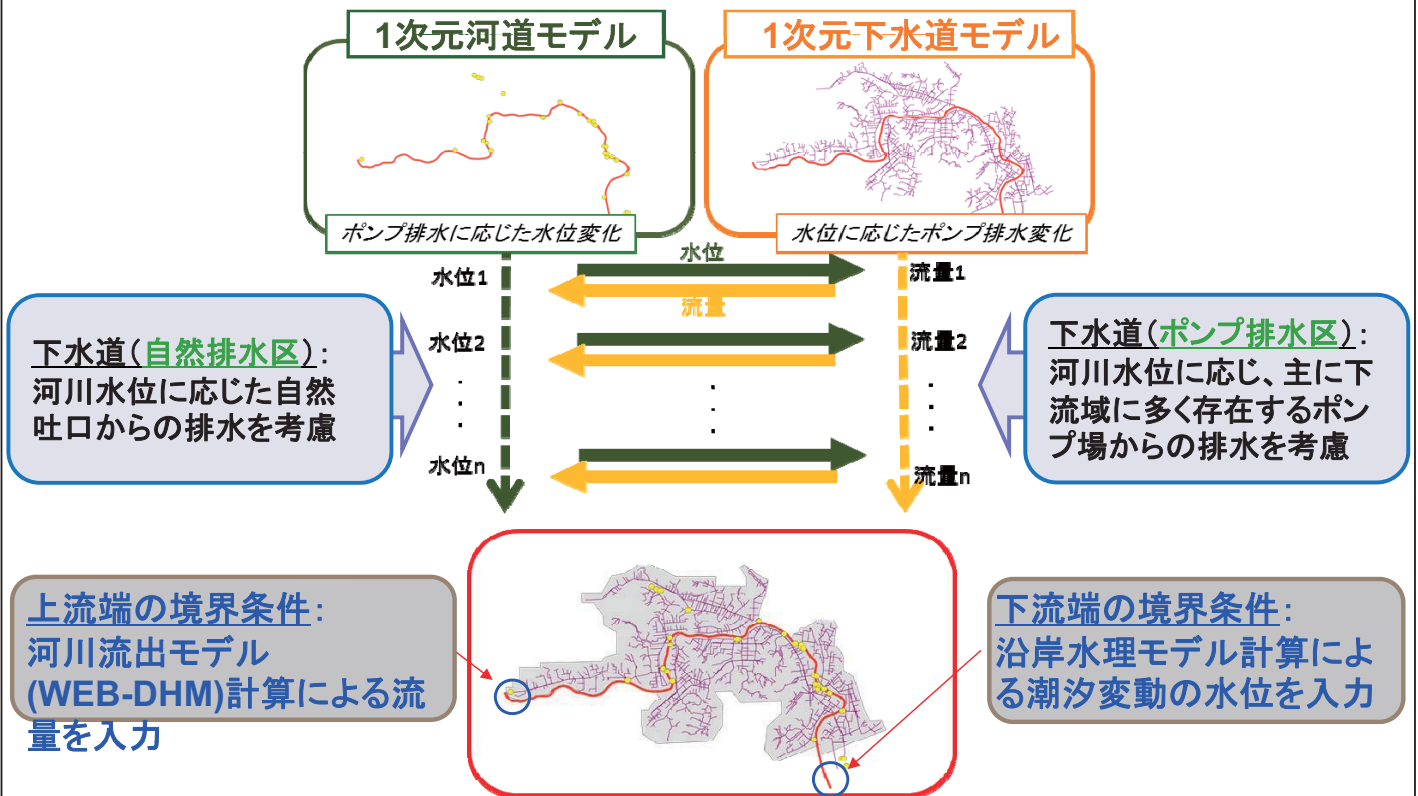 1次元河道モデル
1次元下水道モデル
ポンプ排水に応じた水位変化
水位に応じたポンプ排水変化
水位
流量
水位1
流量1
水位2
流量2
水位n
流量n
下水道（自然排水区）:
河川水位に応じた自然
吐口からの排水を考慮
下水道（ポンプ排水区）:
河川水位に応じ、主に下
流域に多く存在するポン
プ場からの排水を考慮
上流端の境界条件:
河川流出モデル
(WEB-DHM)計算による流
量を入力
下流端の境界条件:
沿岸水理モデル計算によ
る潮汐変動の水位を入力